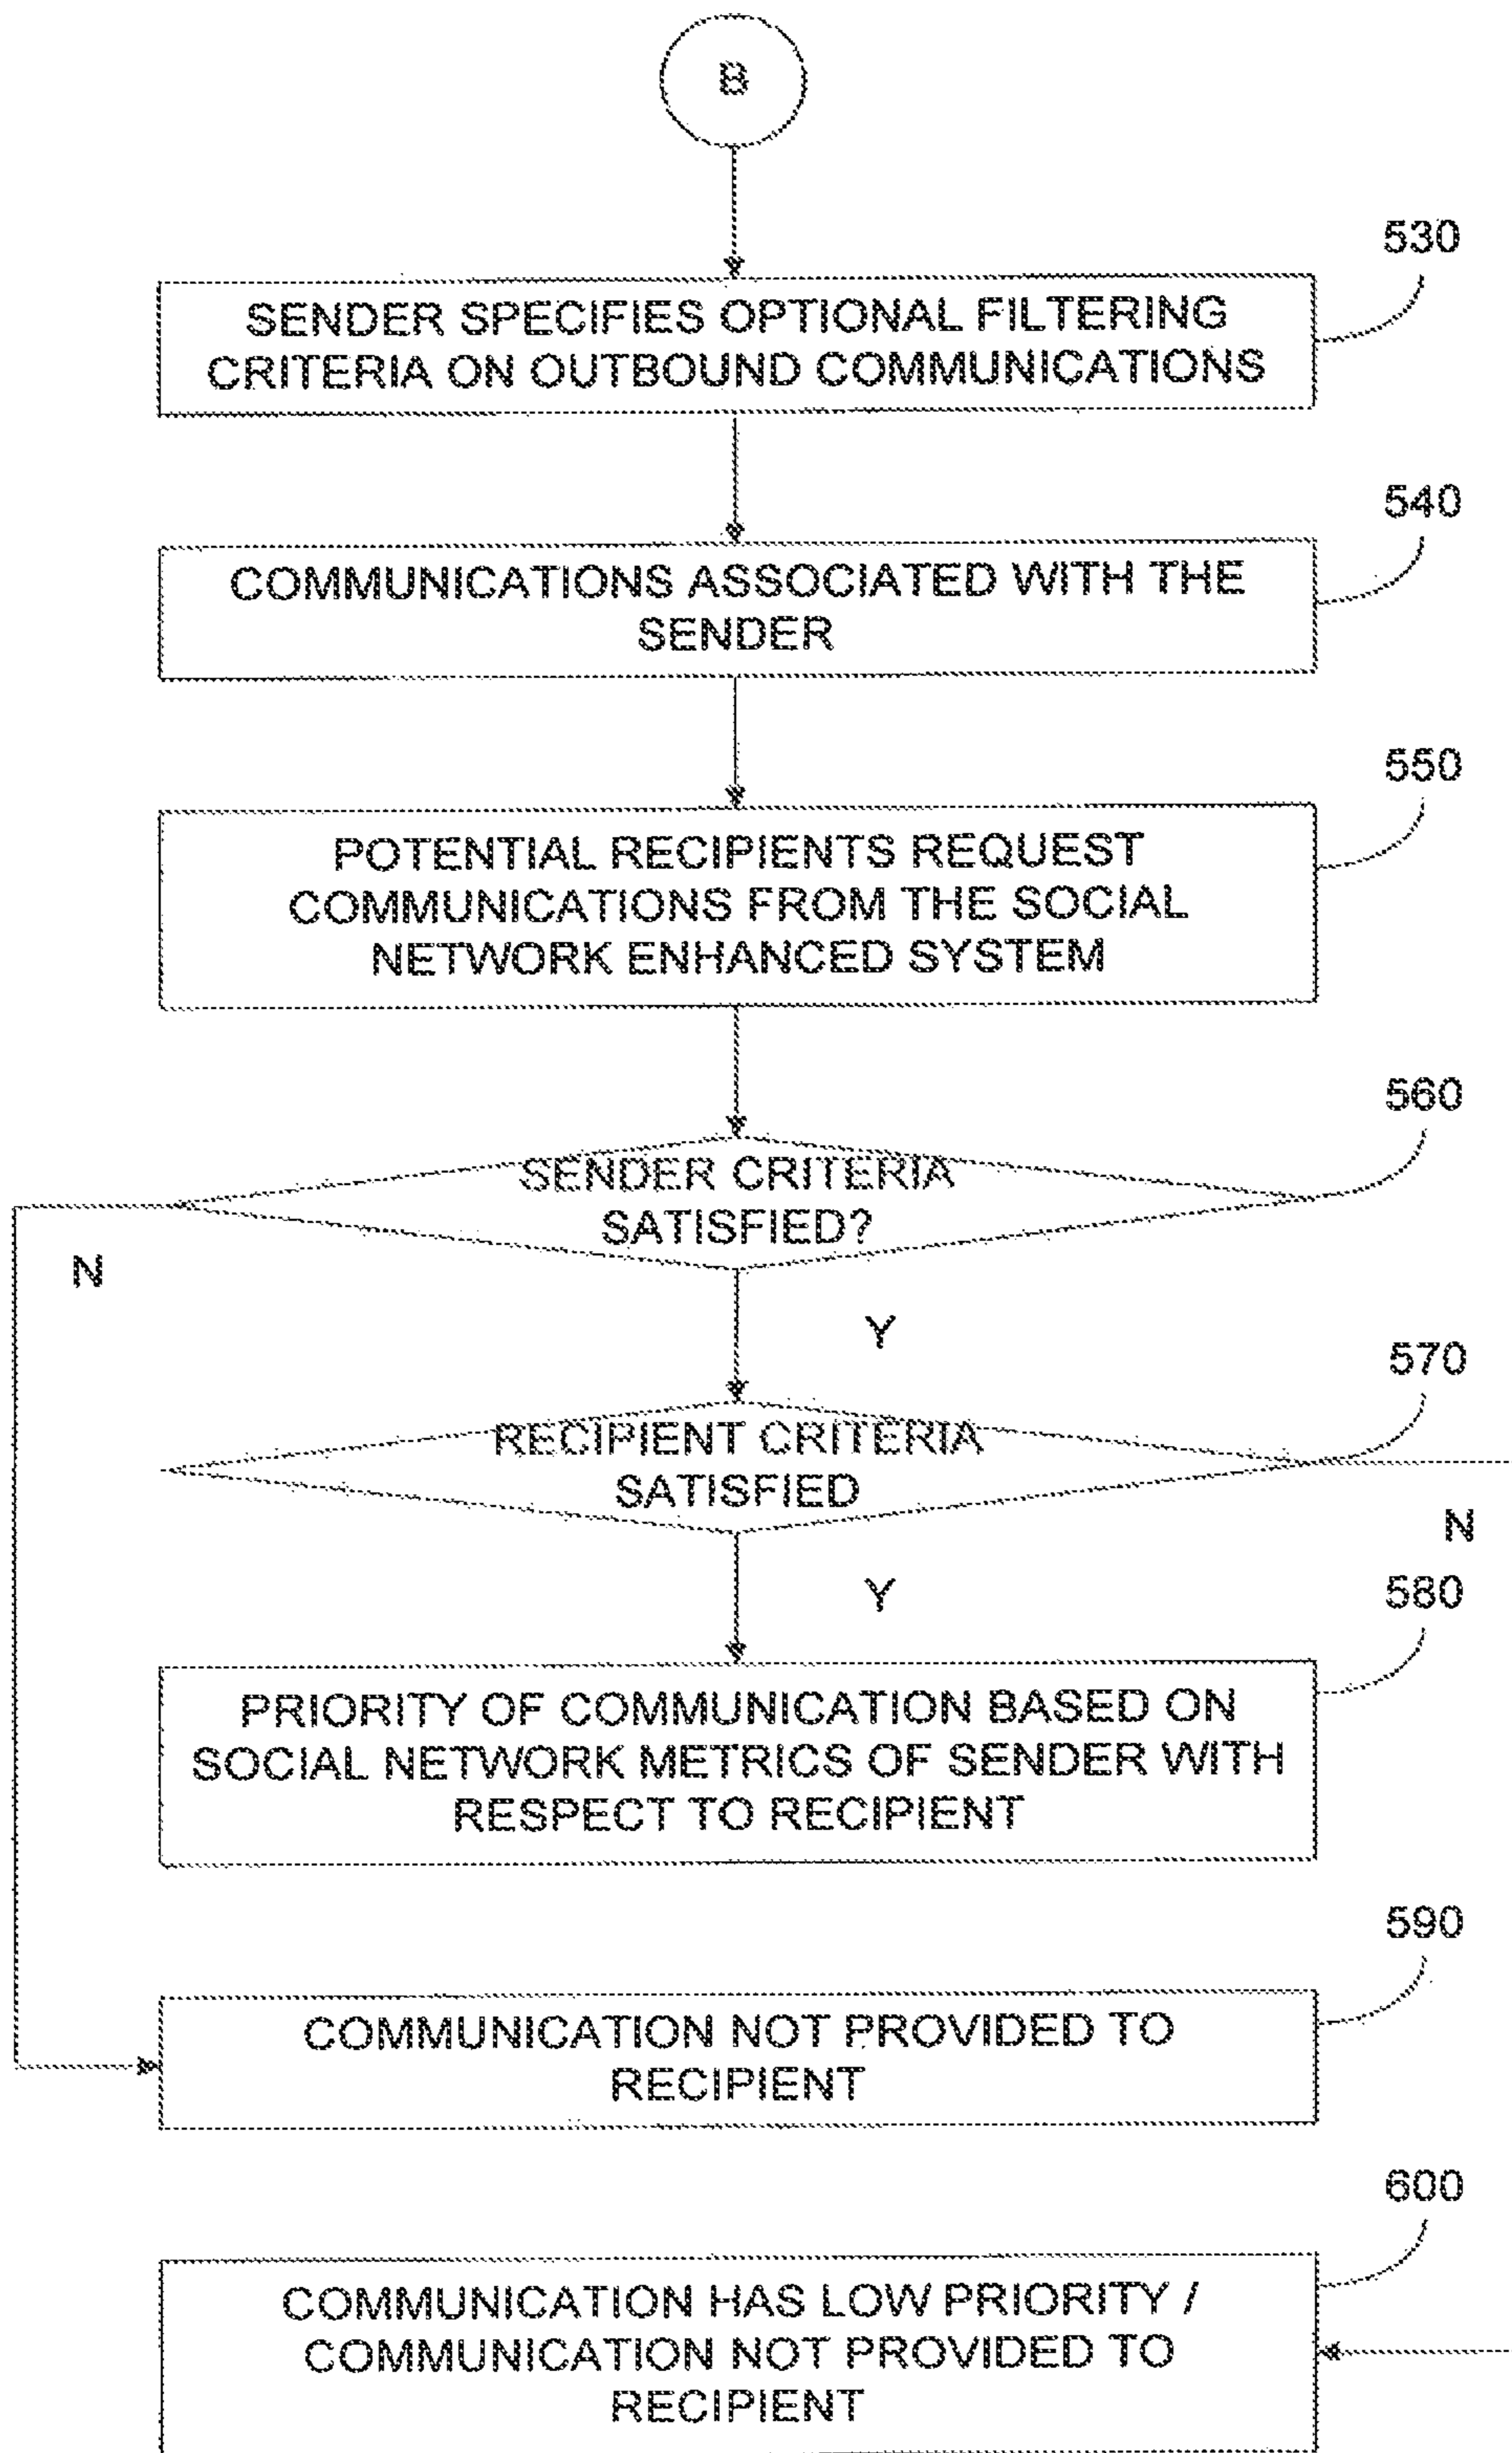 B
530
SENDER SPECIFIES OPTIONAL FILTERING
CRITERIA ON OUTBOUND COMMUNICATIONS
540
COMMUNICATIONS ASSOCIATED WITH THE
SENDER
550
POTENTIAL RECIPIENTS REQUEST
COMMUNICATIONS FROM THE SOCIAL
NETWORK ENHANCED SYSTEM
560
SENDER CRITERIA
SATISFIED?
N
Y
570
RECIPIENT CRITERIA
SATISFIED
N
Y
580
PRIORITY OF COMMUNICATION BASED ON
SOCIAL NETWORK METRICS OF SENDER WITH
RESPECT TO RECIPIENT
590
COMMUNICATION NOT PROVIDED TO
RECIPIENT
600
COMMUNICATION HAS LOW PRIORITY /
COMMUNICATION NOT PROVIDED TO
RECIPIENT